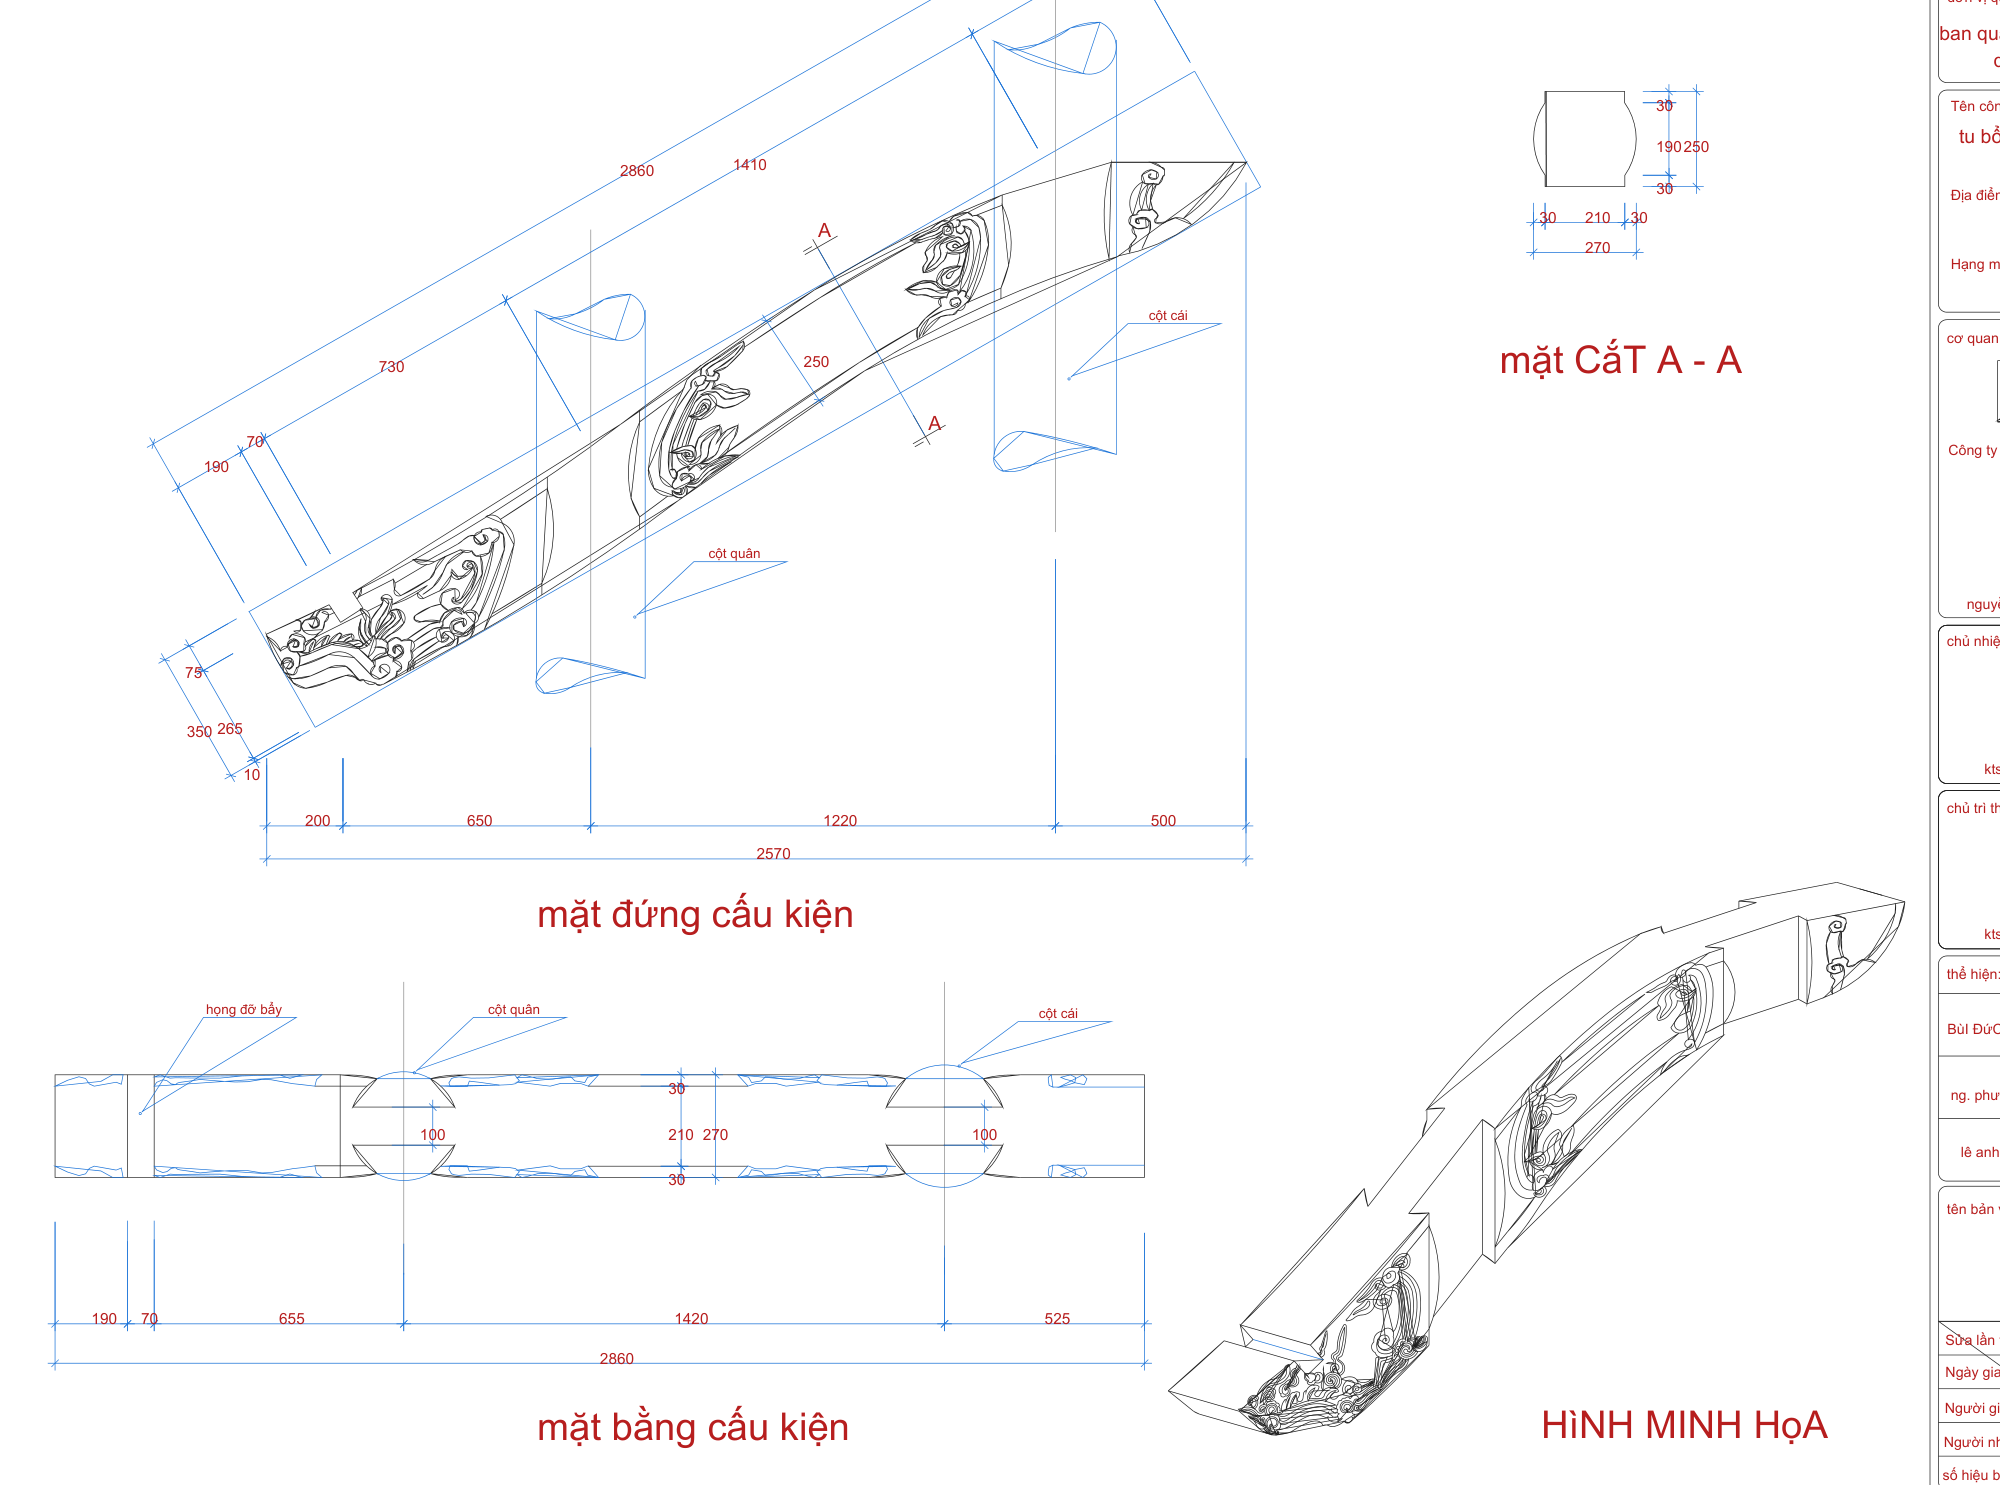 2860
1410
730
70
190
A
250
A
cột cái
cột quân
75
350
265
10
200
650
1220
500
2570
mặt đứng cấu kiện
30
190
250
30
30
210
30
270
mặt CắT A - A
họng đỡ bẩy
cột quân
cột cái
30
100
210
270
100
30
190
70
655
1420
525
2860
mặt bằng cấu kiện
HìNH MINH HọA
ban qu
Tên côn
tu bổ
Địa điể
Hạng m
cơ quan
Công ty
nguy
chủ nhiệ
kts
chủ trì th
kts
thể hiện:
BùI Đức
ng. phư
lê anh
tên bản
Sửa lần
Ngày gia
Người gi
Người nh
số hiệu b